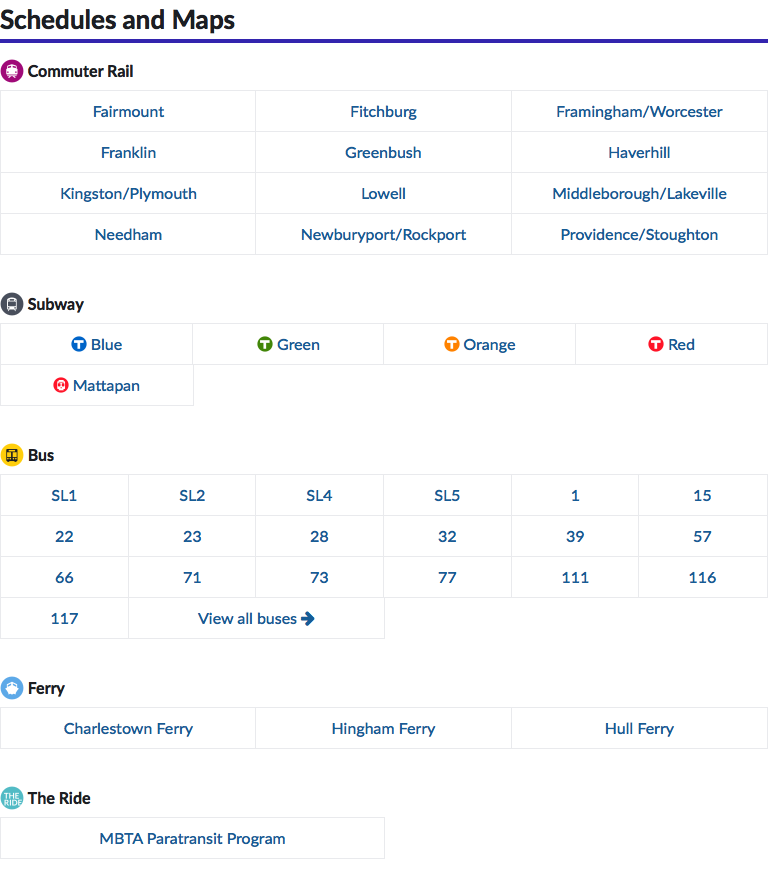 Schedules and Maps
Commuter Rail
Fairmount Fitchburg Framingham/Worcester
Franklin Greenbush Haverhill
Kingston/Plymouth Lowell Middleborough/Lakeville
Needham Newburyport/Rockport Providence/Stoughton
Subway
T Blue T Green T Orange T Red
Mattapan
Bus
SL1 SL2 SL4 SL5 1 15
22 23 28 32 39 57
66 71 73 77 111 116
117 View all buses
Ferry
Charlestown Ferry Hingham Ferry Hull Ferry
THE RIDE The Ride
MBTA Paratransit Program